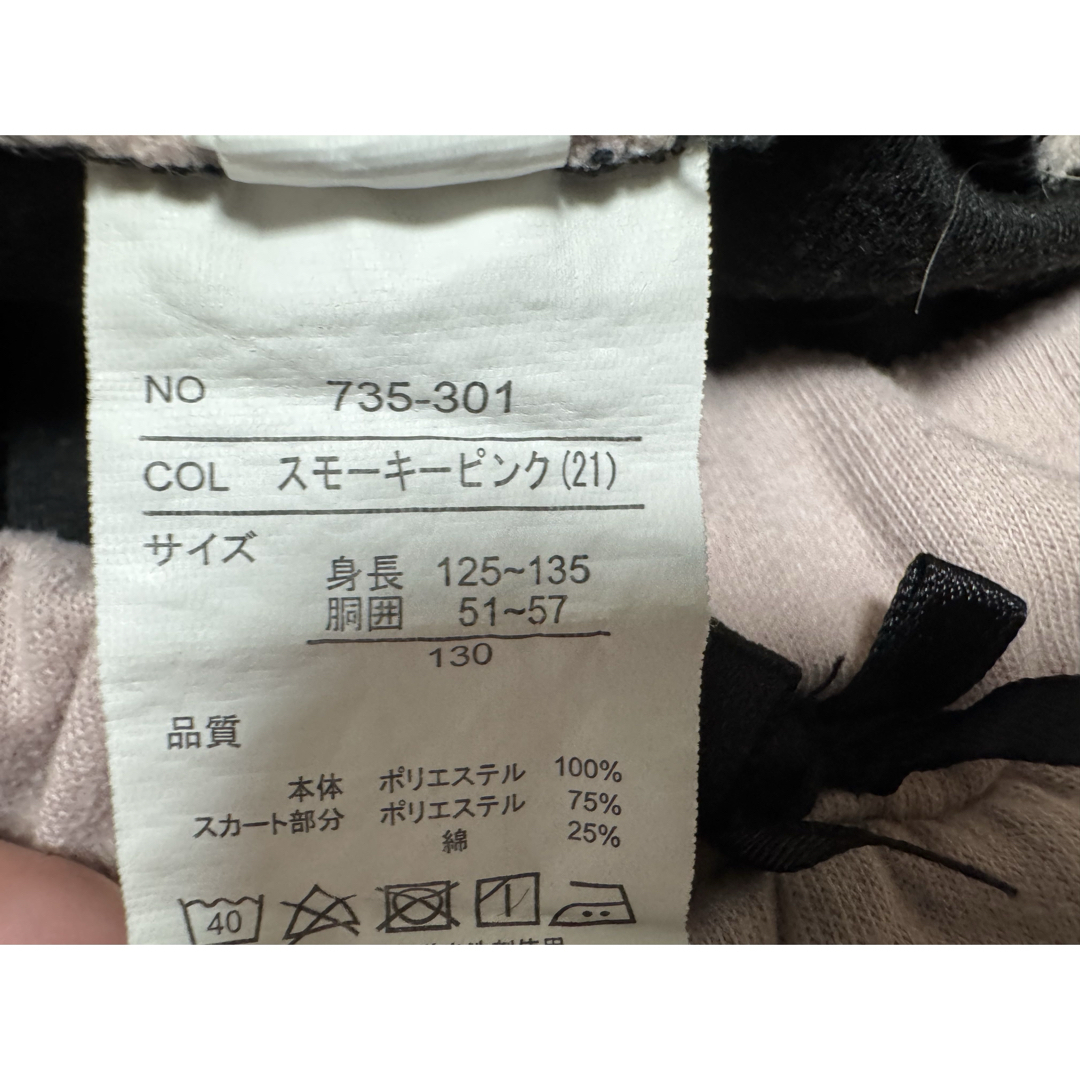 NO 735-301
COL スモーキーピンク(21)
サイズ
身長 125~135
胴囲 51~57
130
品質
本体 ポリエステル 100%
スカート部分 ポリエステル 75%
綿 25%
40